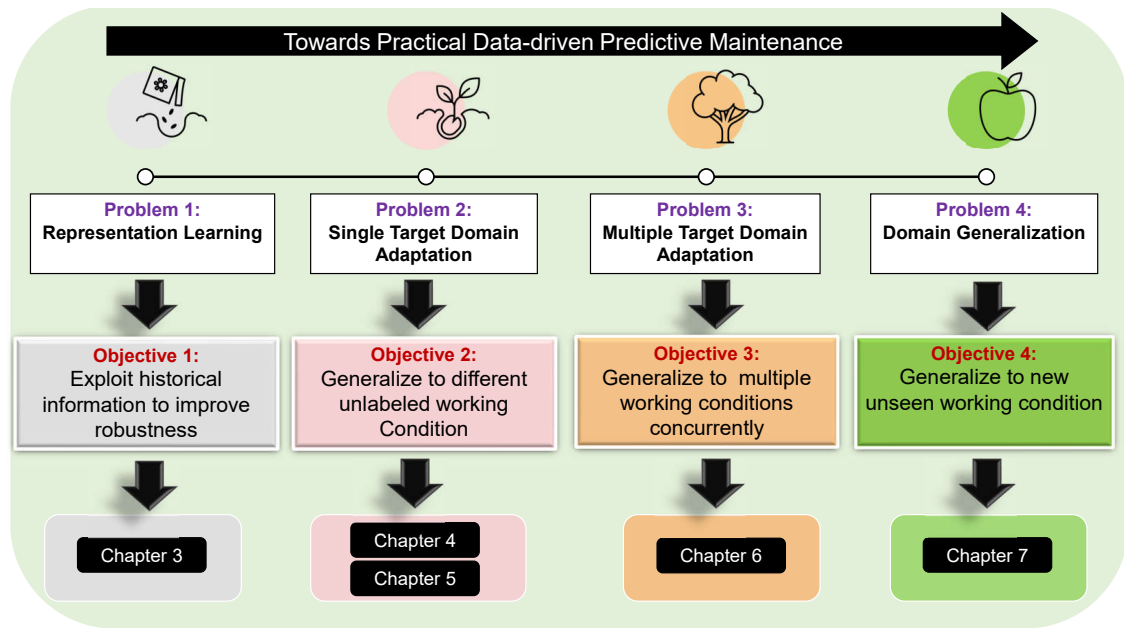 Towards Practical Data-driven Predictive Maintenance
Problem 1:
Representation Learning
Problem 2:
Single Target Domain
Adaptation
Problem 3:
Multiple Target Domain
Adaptation
Problem 4:
Domain Generalization
Objective 1:
Exploit historical
information to improve
robustness
Objective 2:
Generalize to different
unlabeled working
Condition
Objective 3:
Generalize to multiple
working conditions
concurrently
Objective 4:
Generalize to new
unseen working condition
Chapter 3
Chapter 4
Chapter 5
Chapter 6
Chapter 7